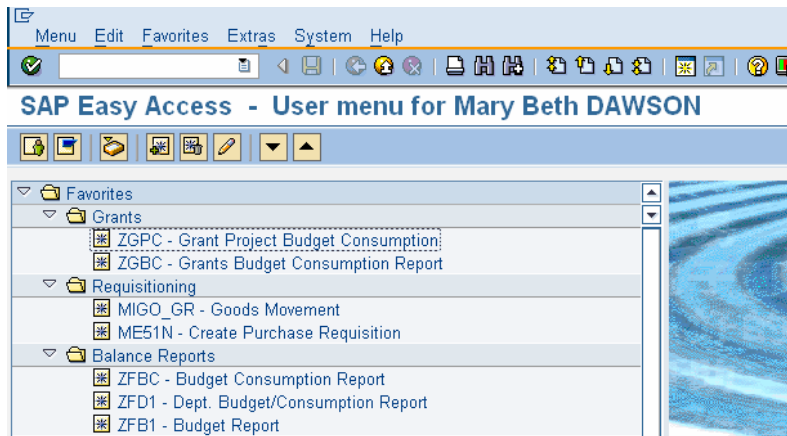 Menu Edit Favorites Extras System Help
SAP Easy Access - User menu for Mary Beth DAWSON
Favorites
Grants
ZGPC - Grant Project Budget Consumption
ZGBC - Grants Budget Consumption Report
Requisitioning
MIGO_GR - Goods Movement
ME51N - Create Purchase Requisition
Balance Reports
ZFBC - Budget Consumption Report
ZFD1 - Dept. Budget/Consumption Report
ZFB1 - Budget Report